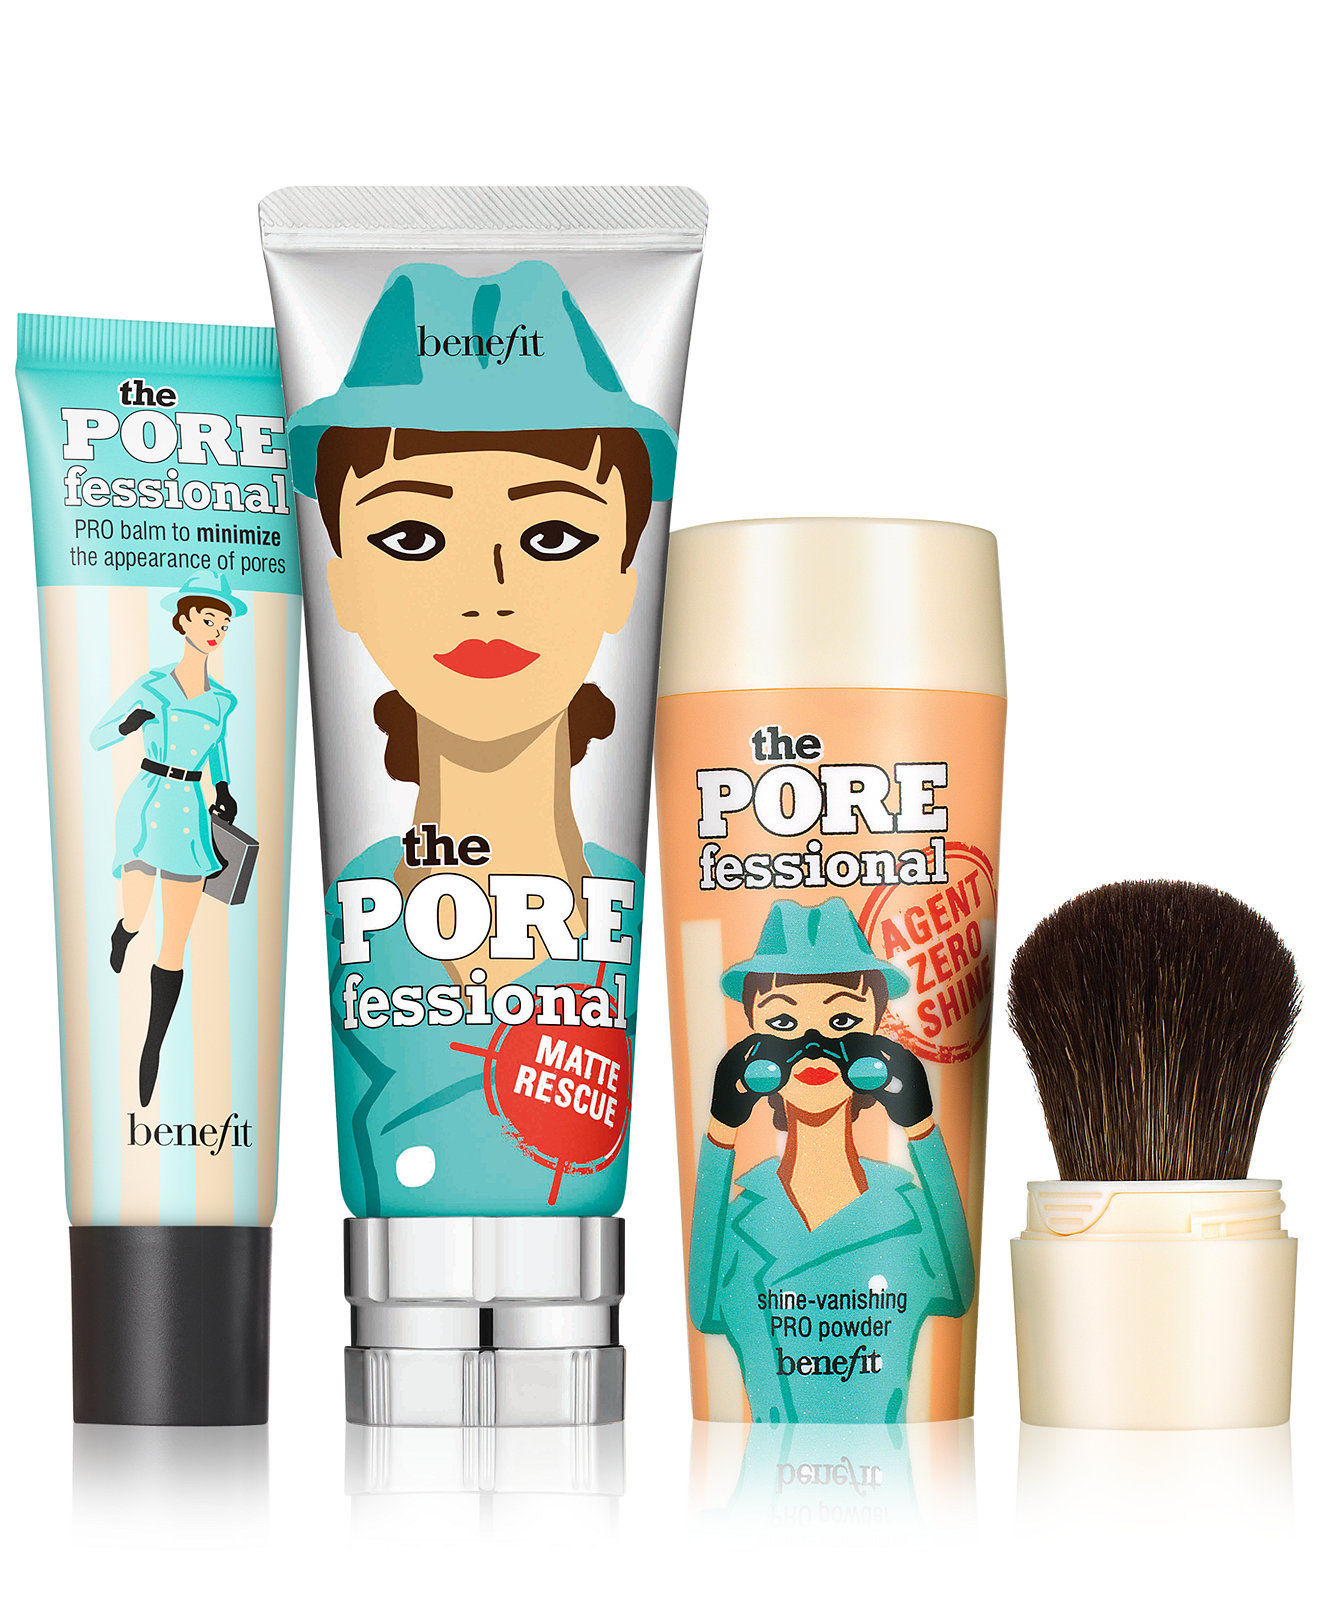 the
PORE
fessional
PRO balm to minimize
the appearance of pores
benefit
benefit
the
PORE
fessional
MATTE
RESCUE
the
PORE
fessional
AGENT
ZERO
SHINE
shine-vanishing
PRO powder
benefit